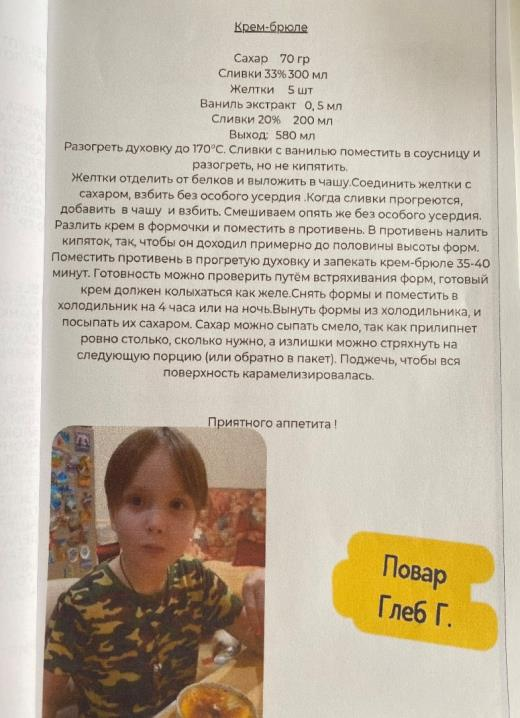 Крем-брюле
Сахар 70 гр
Сливки 33% 300 мл
Желтки 5 шт
Ваниль экстракт 0, 5 мл
Сливки 20% 200 мл
Выход: 580 мл
Разогреть духовку до 170°С. Сливки с ванилью поместить в соусницу и
разогреть, но не кипятить.
Желтки отделить от белков и выложить в чашу.Соединить желтки с
сахаром, взбить без особого усердия .Когда сливки прогреются,
добавить в чашу и взбить. Смешиваем опять же без особого усердия.
Разлить крем в формочки и поместить в противень. В противень налить
кипяток, так, чтобы он доходил примерно до половины высоты форм.
Поместить противень в прогретую духовку и запекать крем-брюле 35-40
минут. Готовность можно проверить путём встряхивания форм, готовый
крем должен колыхаться как желе.Снять формы и поместить в
холодильник на 4 часа или на ночь.Вынуть формы из холодильника, и
посыпать их сахаром. Сахар можно сыпать смело, так как прилипнет
ровно столько, сколько нужно, а излишки можно стряхнуть на
следующую порцию (или обратно в пакет). Поджечь, чтобы вся
поверхность карамелизировалась.
Приятного аппетита !
Повар
Глеб Г.